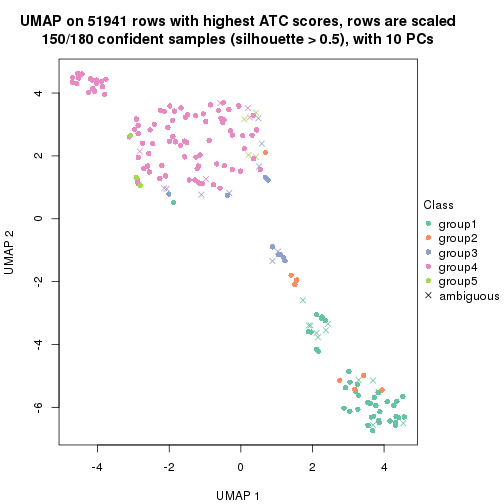 UMAP on 51941 rows with highest ATC scores, rows are scaled
150/180 confident samples (silhouette > 0.5), with 10 PCs
4
2
0
-2
-4
-6
UMAP 2
-4
-2
0
2
4
UMAP 1
Class
group1
group2
group3
group4
group5
ambiguous